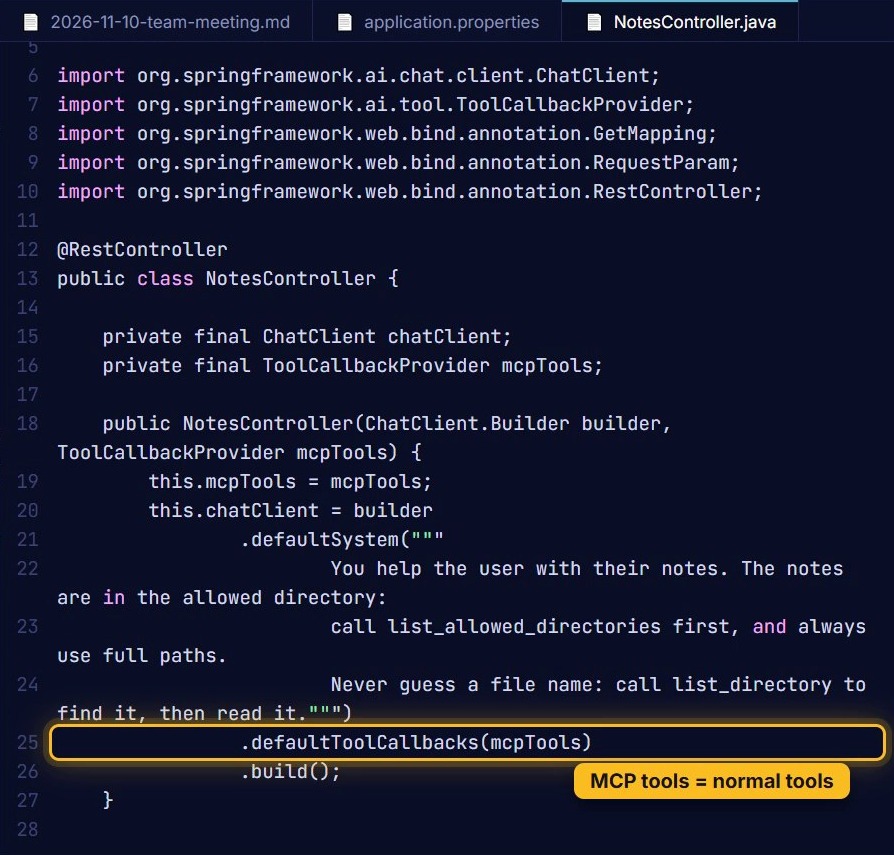 2026-11-10-team-meeting.md
application.properties
NotesController.java
5
6 import org.springframework.ai.chat.client.ChatClient;
7 import org.springframework.ai.tool.ToolCallbackProvider;
8 import org.springframework.web.bind.annotation.GetMapping;
9 import org.springframework.web.bind.annotation.RequestParam;
10 import org.springframework.web.bind.annotation.RestController;
11
12 @RestController
13 public class NotesController {
14
15     private final ChatClient chatClient;
16     private final ToolCallbackProvider mcpTools;
17
18     public NotesController(ChatClient.Builder builder,
ToolCallbackProvider mcpTools) {
19         this.mcpTools = mcpTools;
20         this.chatClient = builder
21                 .defaultSystem("""
22                         You help the user with their notes. The notes
are in the allowed directory:
23                         call list_allowed_directories first, and always
use full paths.
24                         Never guess a file name: call list_directory to
find it, then read it.""")
25                 .defaultToolCallbacks(mcpTools)
26                 .build();
MCP tools = normal tools
27     }
28